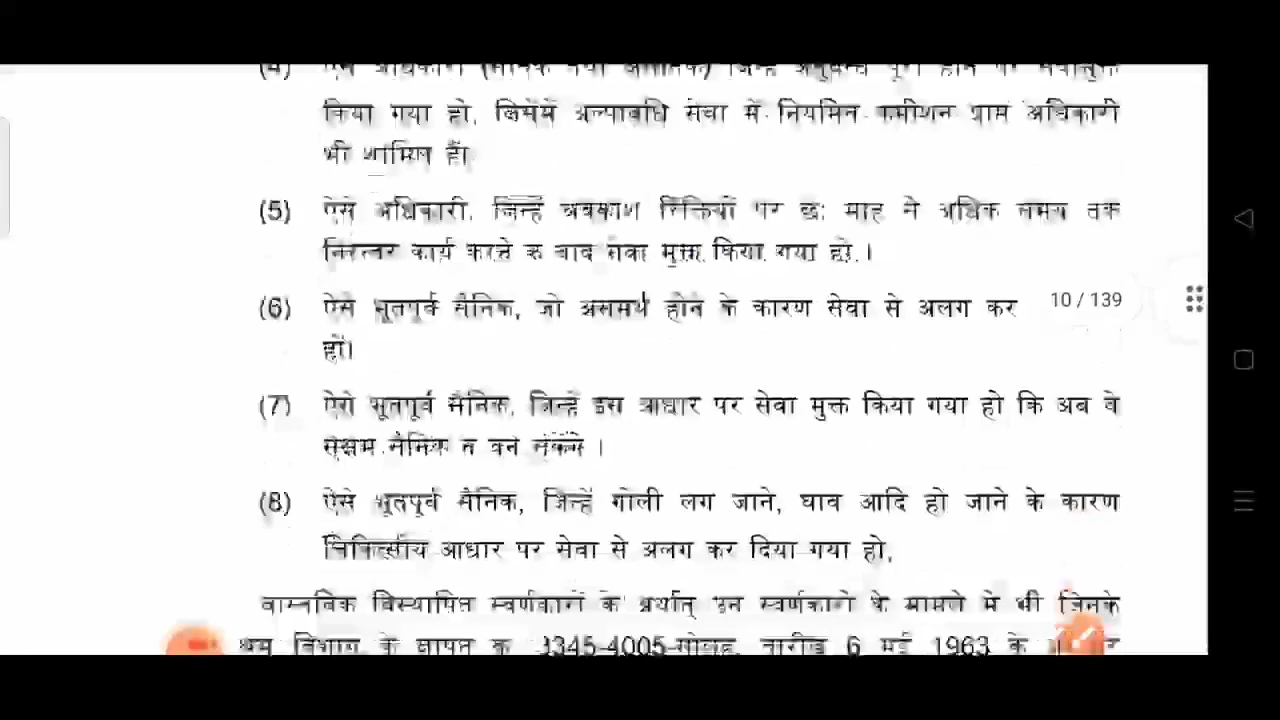 किया गया हो, जिसमें अल्पावधि सेवा में नियमित कमीशन प्राप्त अधिकारी
भी शामिल हैं।
(5) ऐसे अधिकारी, जिन्हें अवकाश रिक्तियों पर छः माह से अधिक समय तक
निरन्तर कार्य करने के बाद सेवा मुक्त किया गया हो।
(6) ऐसे भूतपूर्व सैनिक, जो असमर्थ होने के कारण सेवा से अलग कर
10 / 139
हों।
(7) ऐसे भूतपूर्व सैनिक, जिन्हें इस आधार पर सेवा मुक्त किया गया हो कि अब वे
सक्षम सैनिक न बन सकेंगे।
(8) ऐसे भूतपूर्व सैनिक, जिन्हें गोली लग जाने, घाव आदि हो जाने के कारण
चिकित्सीय आधार पर सेवा से अलग कर दिया गया हो,
वास्तविक विस्थापित स्वर्णकारों के अर्थात् उन स्वर्णकारों के मामले में भी जिनके
श्रम विभाग के ज्ञापन क्र 3345-4005 तारीख 6 मई 1963 के